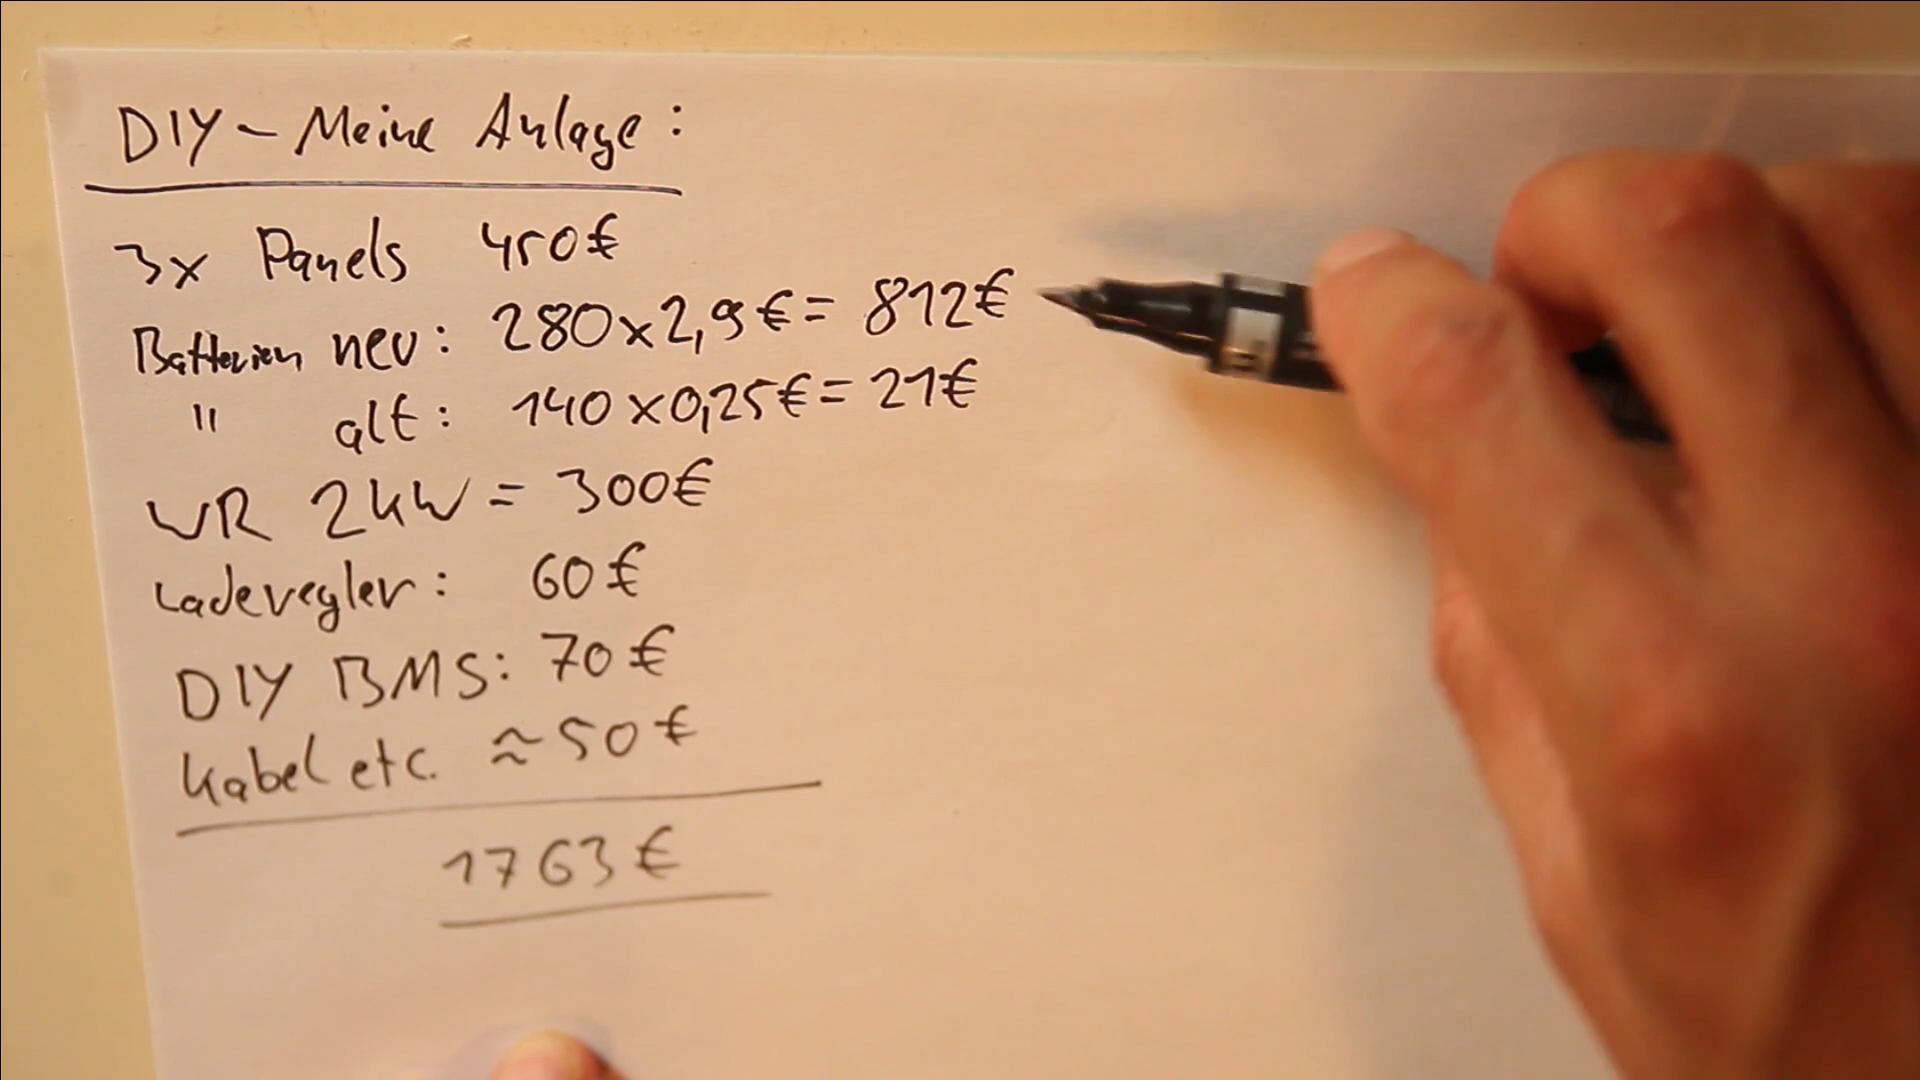 DIY - Meine Anlage:
3x Panels 450€
Batterien neu: 280x2,9€ = 812€
" alt: 140x0,25€ = 21€
WR 2kW = 300€
Laderegler: 60€
DIY BMS: 70€
Kabel etc. ≈ 50€
1763€